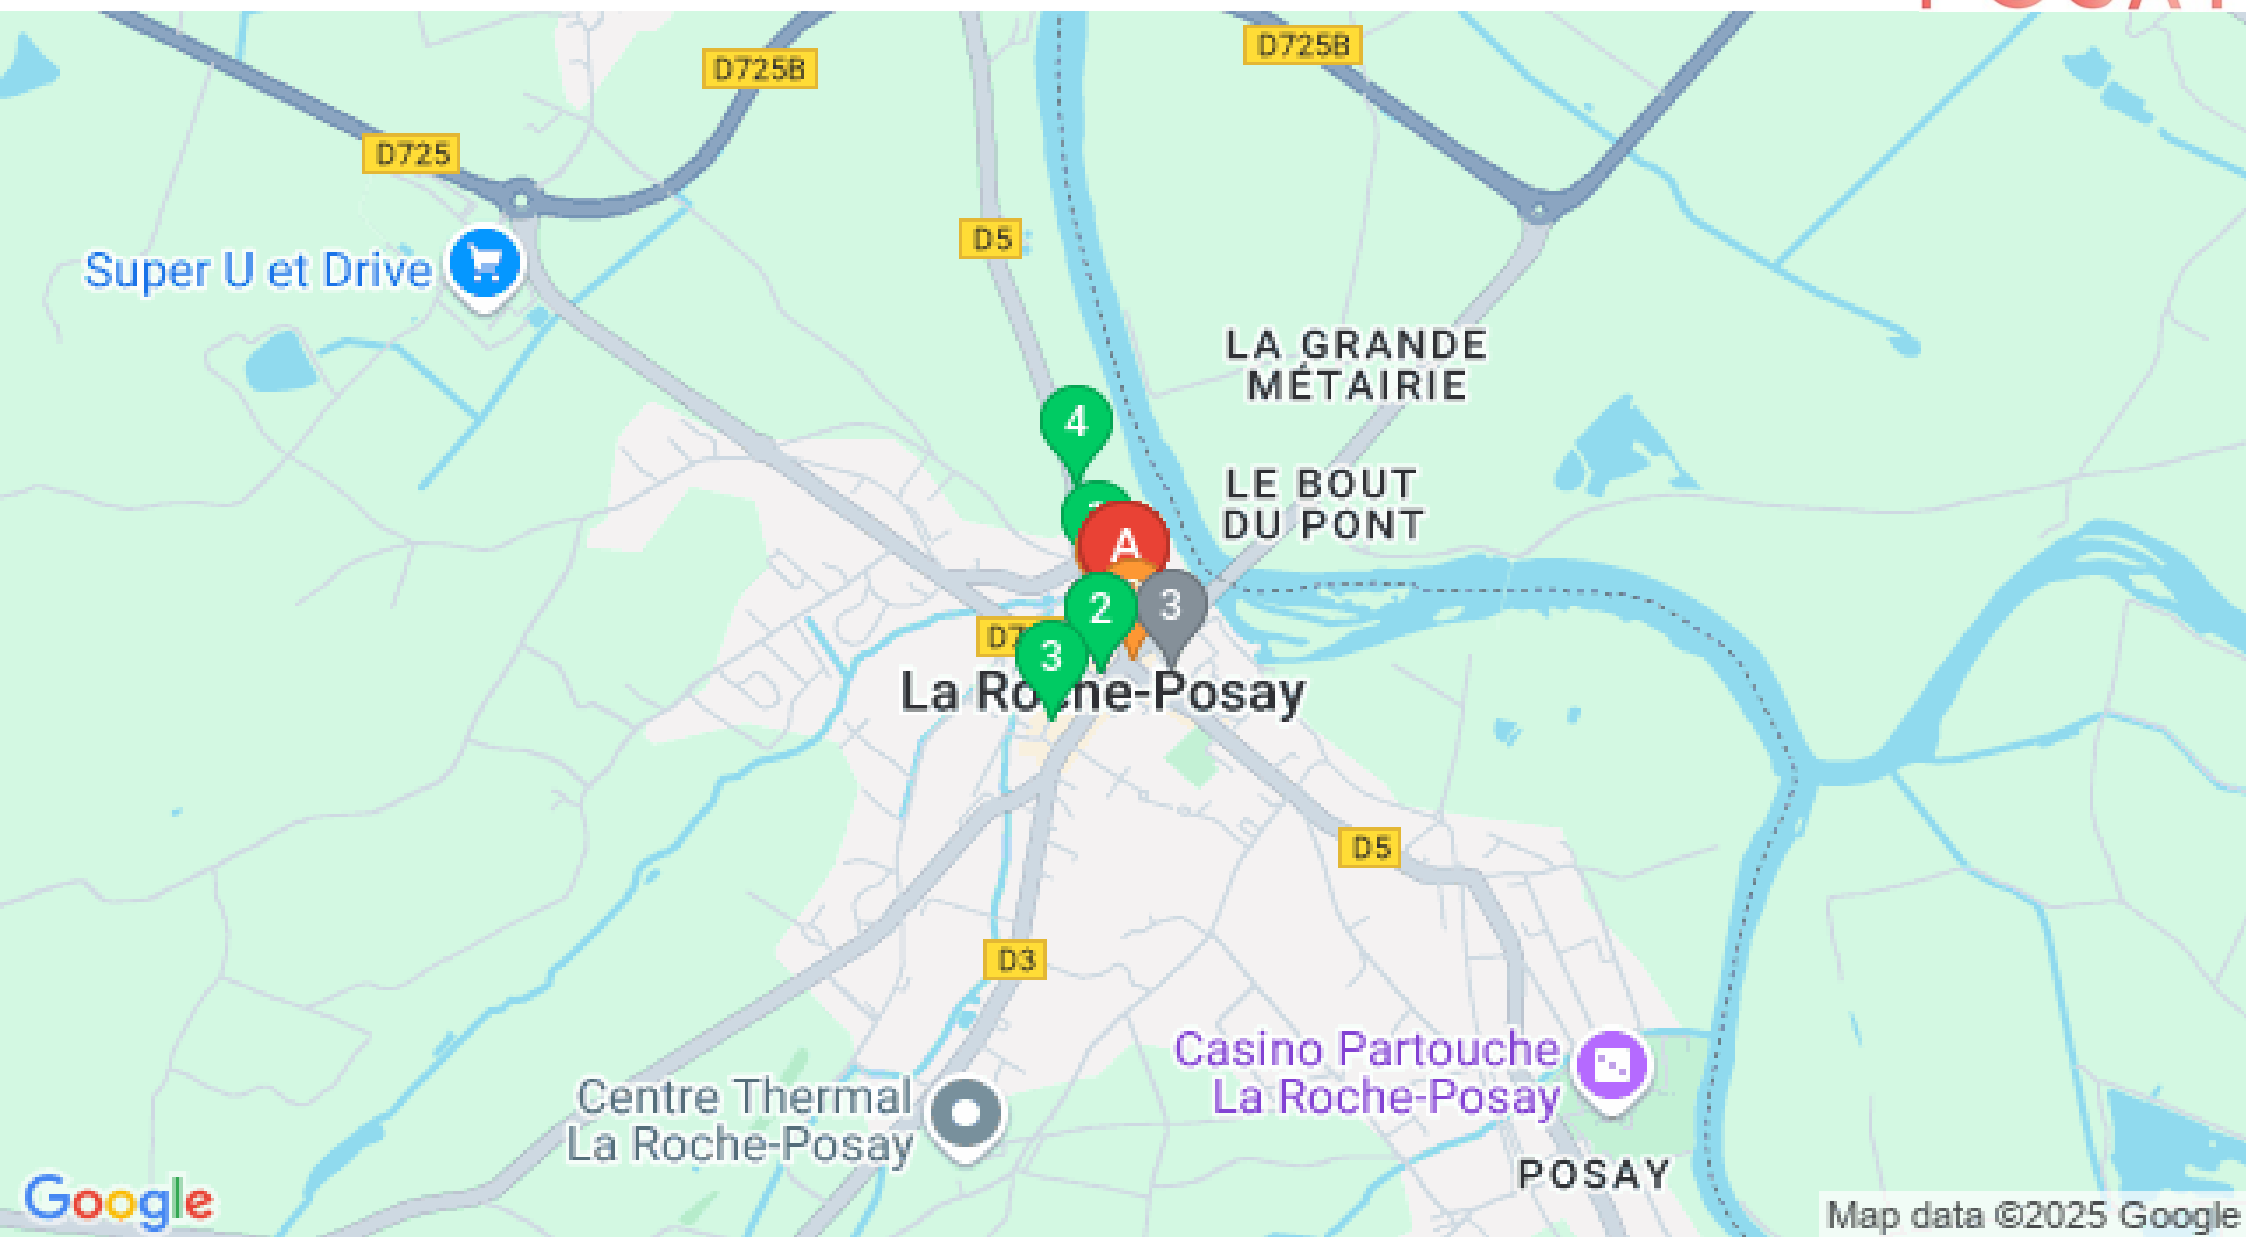 D725B
D725B
D725
D5
Super U et Drive
LA GRANDE
MÉTAIRIE
4
LE BOUT
DU PONT
A
2
3
3
La Roche-Posay
D5
D3
Casino Partouche
La Roche-Posay
Centre Thermal
La Roche-Posay
POSAY
Google
Map data ©2025 Google